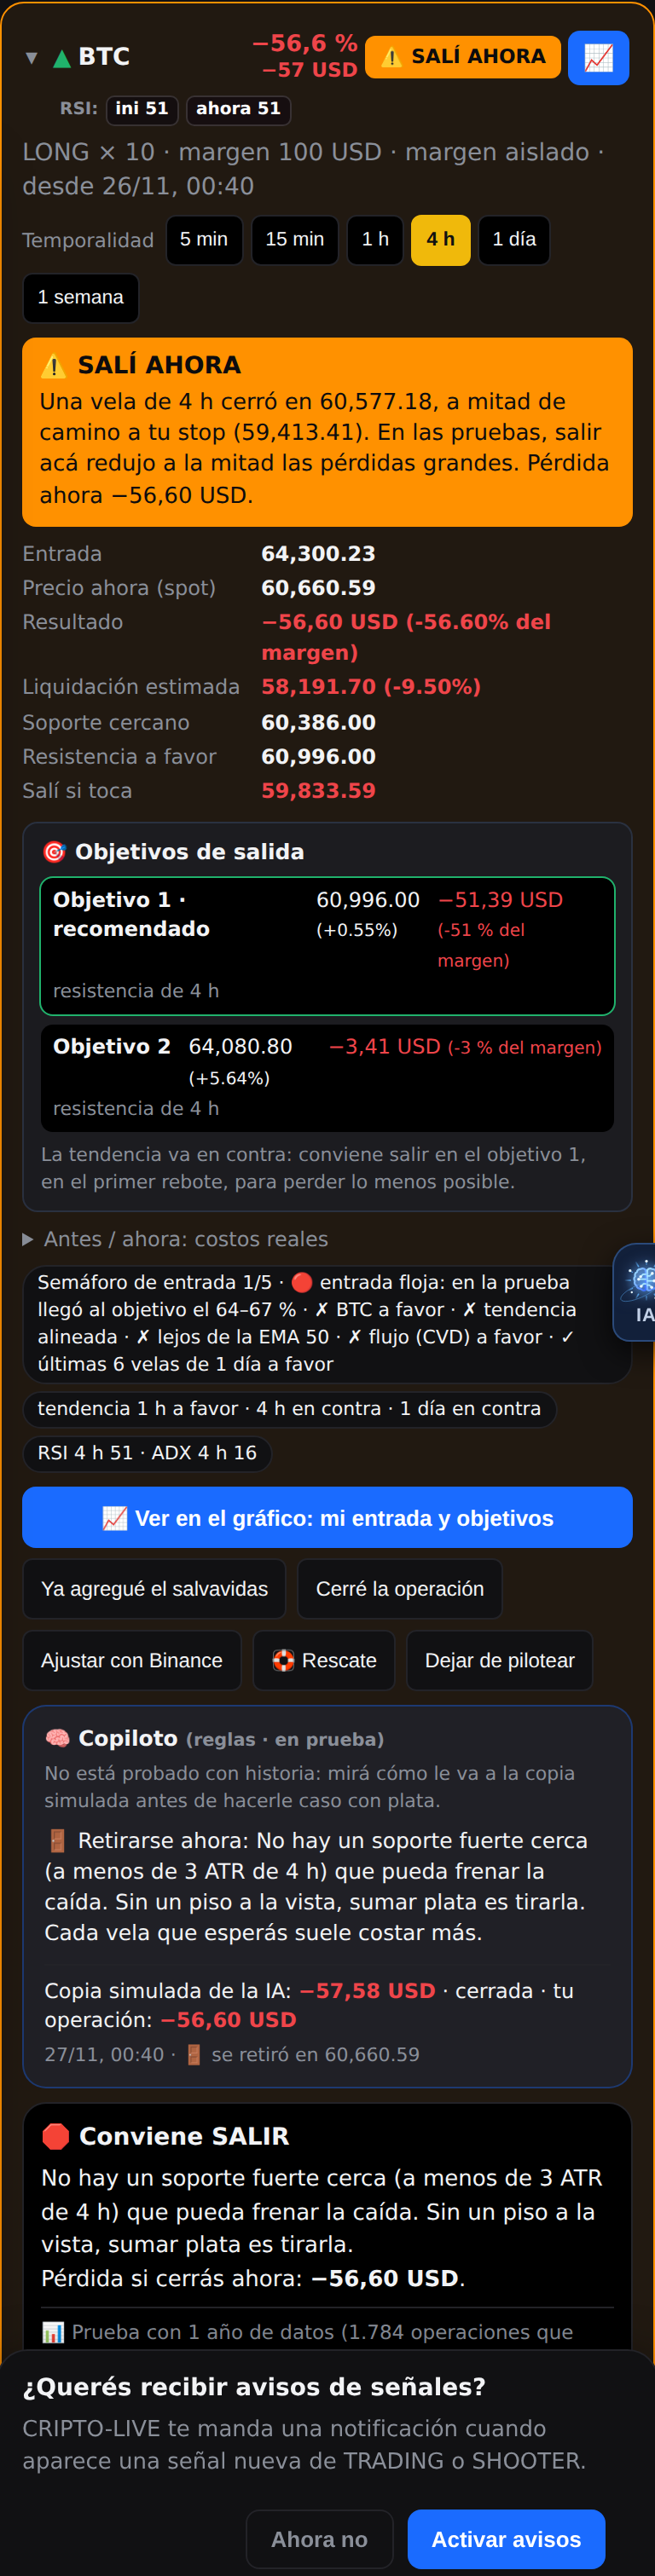 ▼ ▲ BTC −56,6 % ⚠️ SALÍ AHORA
−57 USD
RSI: ini 51 ahora 51
LONG × 10 · margen 100 USD · margen aislado ·
desde 26/11, 00:40
Temporalidad 5 min 15 min 1 h 4 h 1 día
1 semana
⚠️ SALÍ AHORA
Una vela de 4 h cerró en 60,577.18, a mitad de
camino a tu stop (59,413.41). En las pruebas, salir
acá redujo a la mitad las pérdidas grandes. Pérdida
ahora −56,60 USD.
Entrada 64,300.23
Precio ahora (spot) 60,660.59
Resultado −56,60 USD (-56.60% del
margen)
Liquidación estimada 58,191.70 (-9.50%)
Soporte cercano 60,386.00
Resistencia a favor 60,996.00
Salí si toca 59,833.59
🎯 Objetivos de salida
Objetivo 1 · 60,996.00 −51,39 USD
recomendado (+0.55%) (-51 % del
margen)
resistencia de 4 h
Objetivo 2 64,080.80 −3,41 USD (-3 % del margen)
(+5.64%)
resistencia de 4 h
La tendencia va en contra: conviene salir en el objetivo 1,
en el primer rebote, para perder lo menos posible.
▶ Antes / ahora: costos reales
Semáforo de entrada 1/5 · 🔴 entrada floja: en la prueba
llegó al objetivo el 64–67 % · ✗ BTC a favor · ✗ tendencia
alineada · ✗ lejos de la EMA 50 · ✗ flujo (CVD) a favor · ✓
últimas 6 velas de 1 día a favor
IA
tendencia 1 h a favor · 4 h en contra · 1 día en contra
RSI 4 h 51 · ADX 4 h 16
📈 Ver en el gráfico: mi entrada y objetivos
Ya agregué el salvavidas Cerré la operación
Ajustar con Binance 🛟 Rescate Dejar de pilotear
🧠 Copiloto (reglas · en prueba)
No está probado con historia: mirá cómo le va a la copia
simulada antes de hacerle caso con plata.
🚪 Retirarse ahora: No hay un soporte fuerte cerca
(a menos de 3 ATR de 4 h) que pueda frenar la
caída. Sin un piso a la vista, sumar plata es tirarla.
Cada vela que esperás suele costar más.
Copia simulada de la IA: −57,58 USD · cerrada · tu
operación: −56,60 USD
27/11, 00:40 · 🚪 se retiró en 60,660.59
🛑 Conviene SALIR
No hay un soporte fuerte cerca (a menos de 3 ATR
de 4 h) que pueda frenar la caída. Sin un piso a la
vista, sumar plata es tirarla.
Pérdida si cerrás ahora: −56,60 USD.
📊 Prueba con 1 año de datos (1.784 operaciones que
¿Querés recibir avisos de señales?
CRIPTO-LIVE te manda una notificación cuando
aparece una señal nueva de TRADING o SHOOTER.
Ahora no Activar avisos